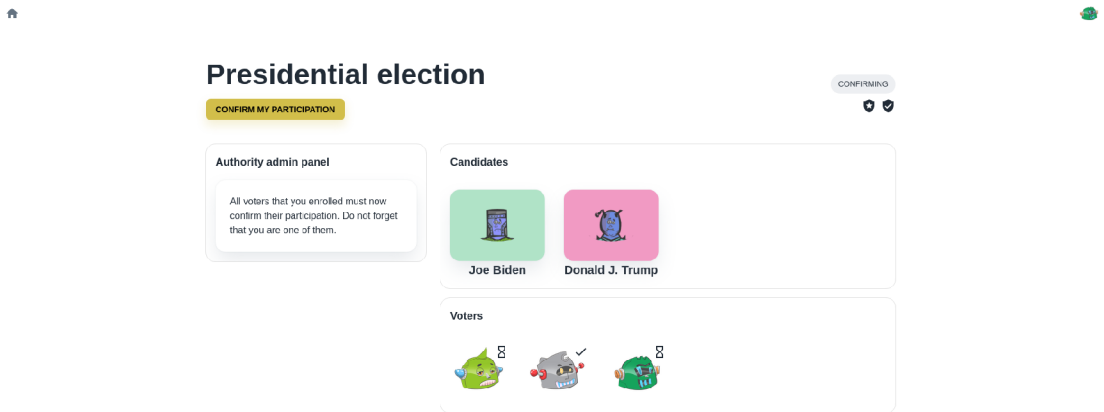 Presidential election
CONFIRMING
CONFIRM MY PARTICIPATION
Authority admin panel
All voters that you enrolled must now
confirm their participation. Do not forget
that you are one of them.
Candidates
Joe Biden
Donald J. Trump
Voters